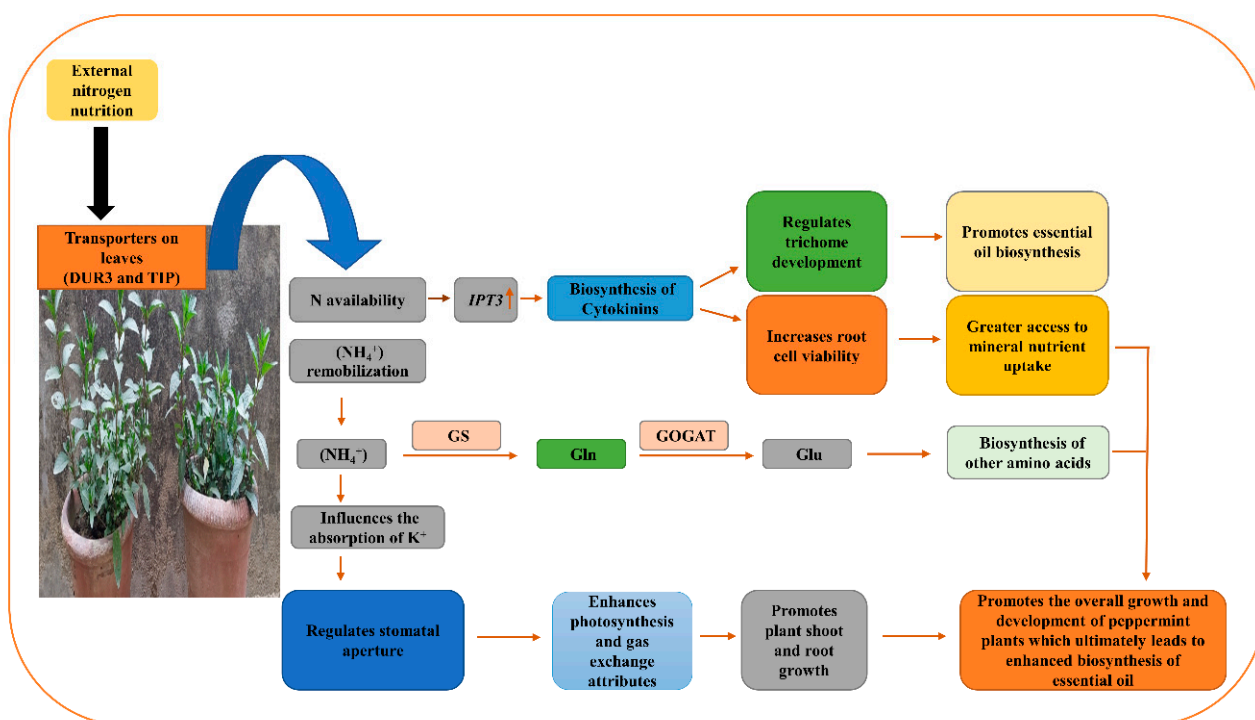 External
nitrogen
nutrition
Transporters on
leaves
(DUR3 and TIP)
N availability
IPT3
Biosynthesis of
Cytokinins
Regulates
trichome
development
Promotes essential
oil biosynthesis
Increases root
cell viability
Greater access to
mineral nutrient
uptake
(NH₄⁺)
remobilization
(NH₄⁺)
GS
Gln
GOGAT
Glu
Biosynthesis of
other amino acids
Influences the
absorption of K⁺
Regulates stomatal
aperture
Enhances
photosynthesis
and gas
exchange
attributes
Promotes
plant shoot
and root
growth
Promotes the overall growth and
development of peppermint
plants which ultimately leads to
enhanced biosynthesis of
essential oil